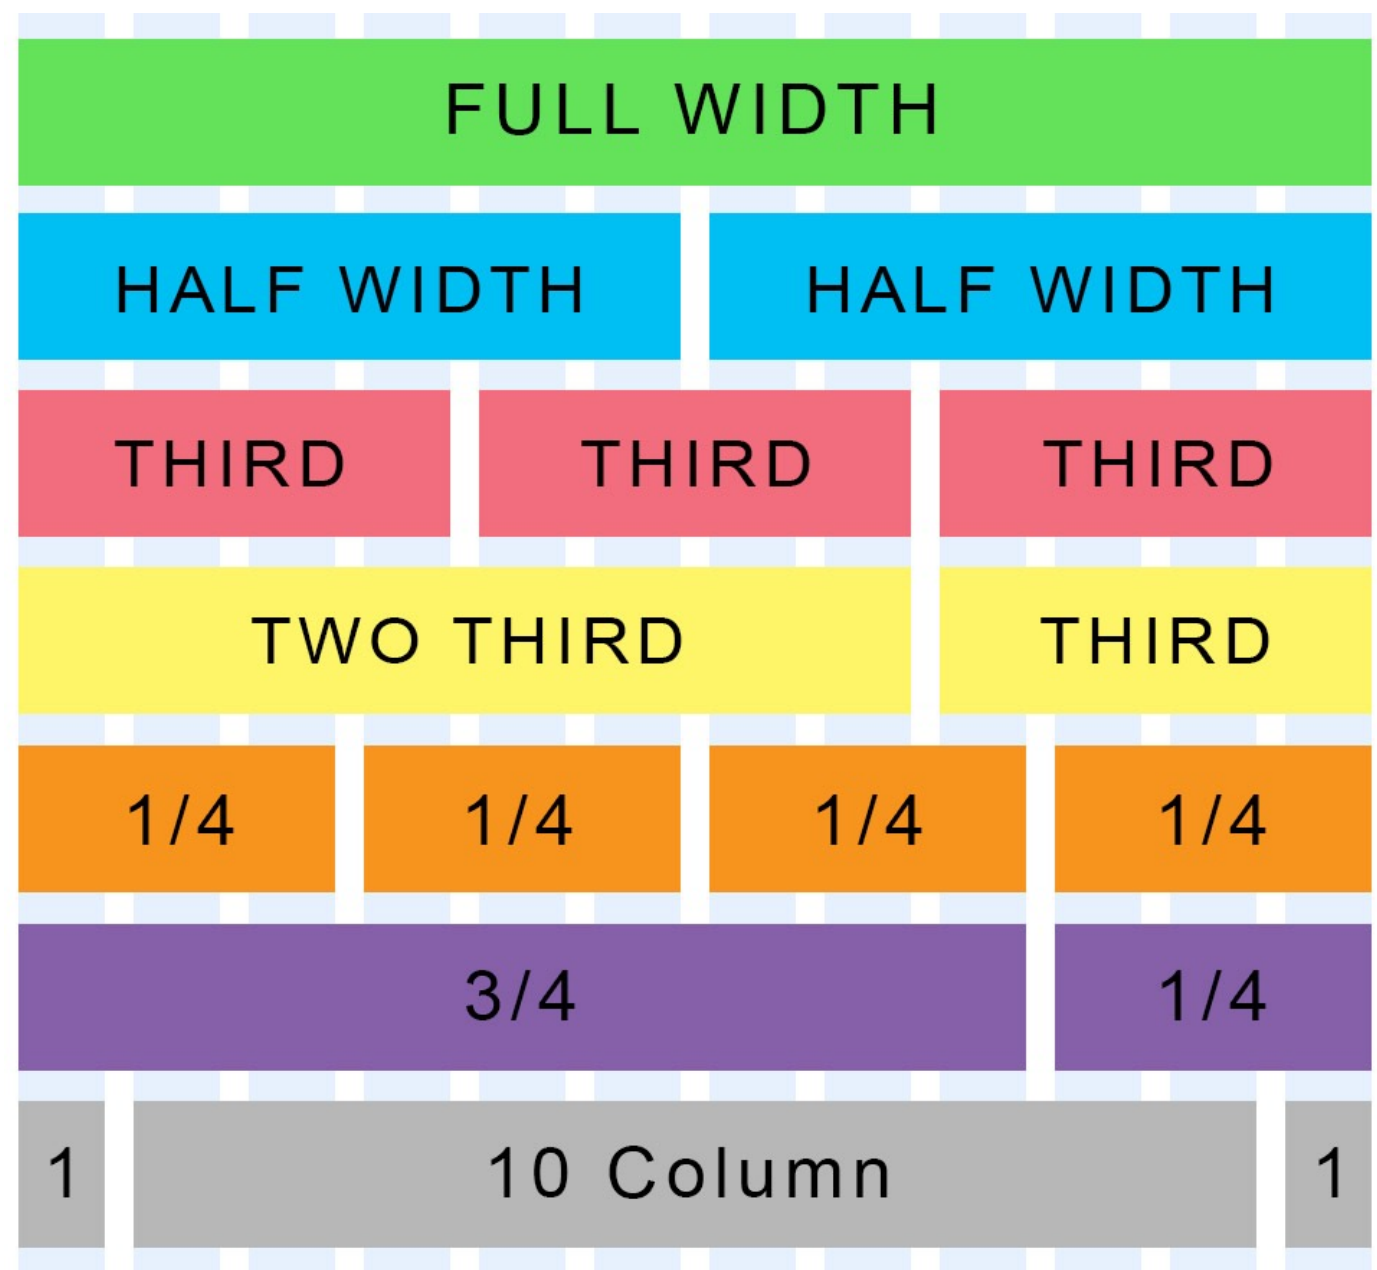 FULL WIDTH
HALF WIDTH HALF WIDTH
THIRD THIRD THIRD
TWO THIRD THIRD
1/4 1/4 1/4 1/4
3/4 1/4
1 10 Column 1